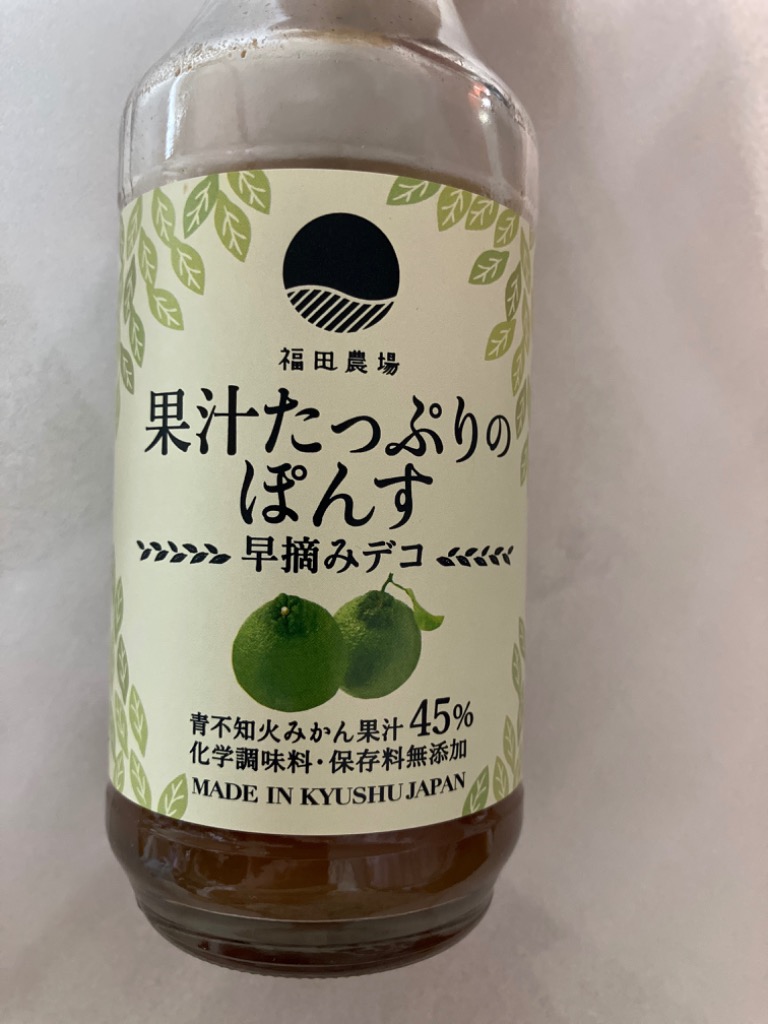 福田農場
果汁たっぷりの
ぽんす
早摘みデコ
青不知火みかん果汁45%
化学調味料・保存料無添加
MADE IN KYUSHU JAPAN